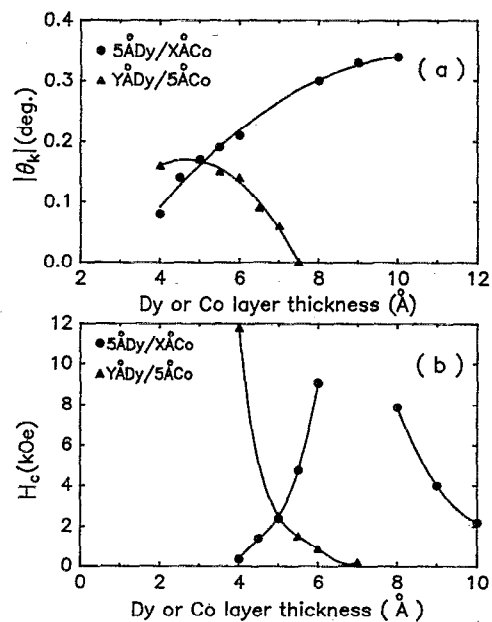 0.4
0.3
0.2
0.1
0.0
|θk|(deg.)
● 5ÅDy/XÅCo
▲ YÅDy/5ÅCo
(a)
2 4 6 8 10 12
Dy or Co layer thickness (Å)
12
10
8
6
4
2
0
Hc(kOe)
●5ÅDy/XÅCo
▲YÅDy/5ÅCo
(b)
0 2 4 6 8 10
Dy or Co layer thickness (Å)